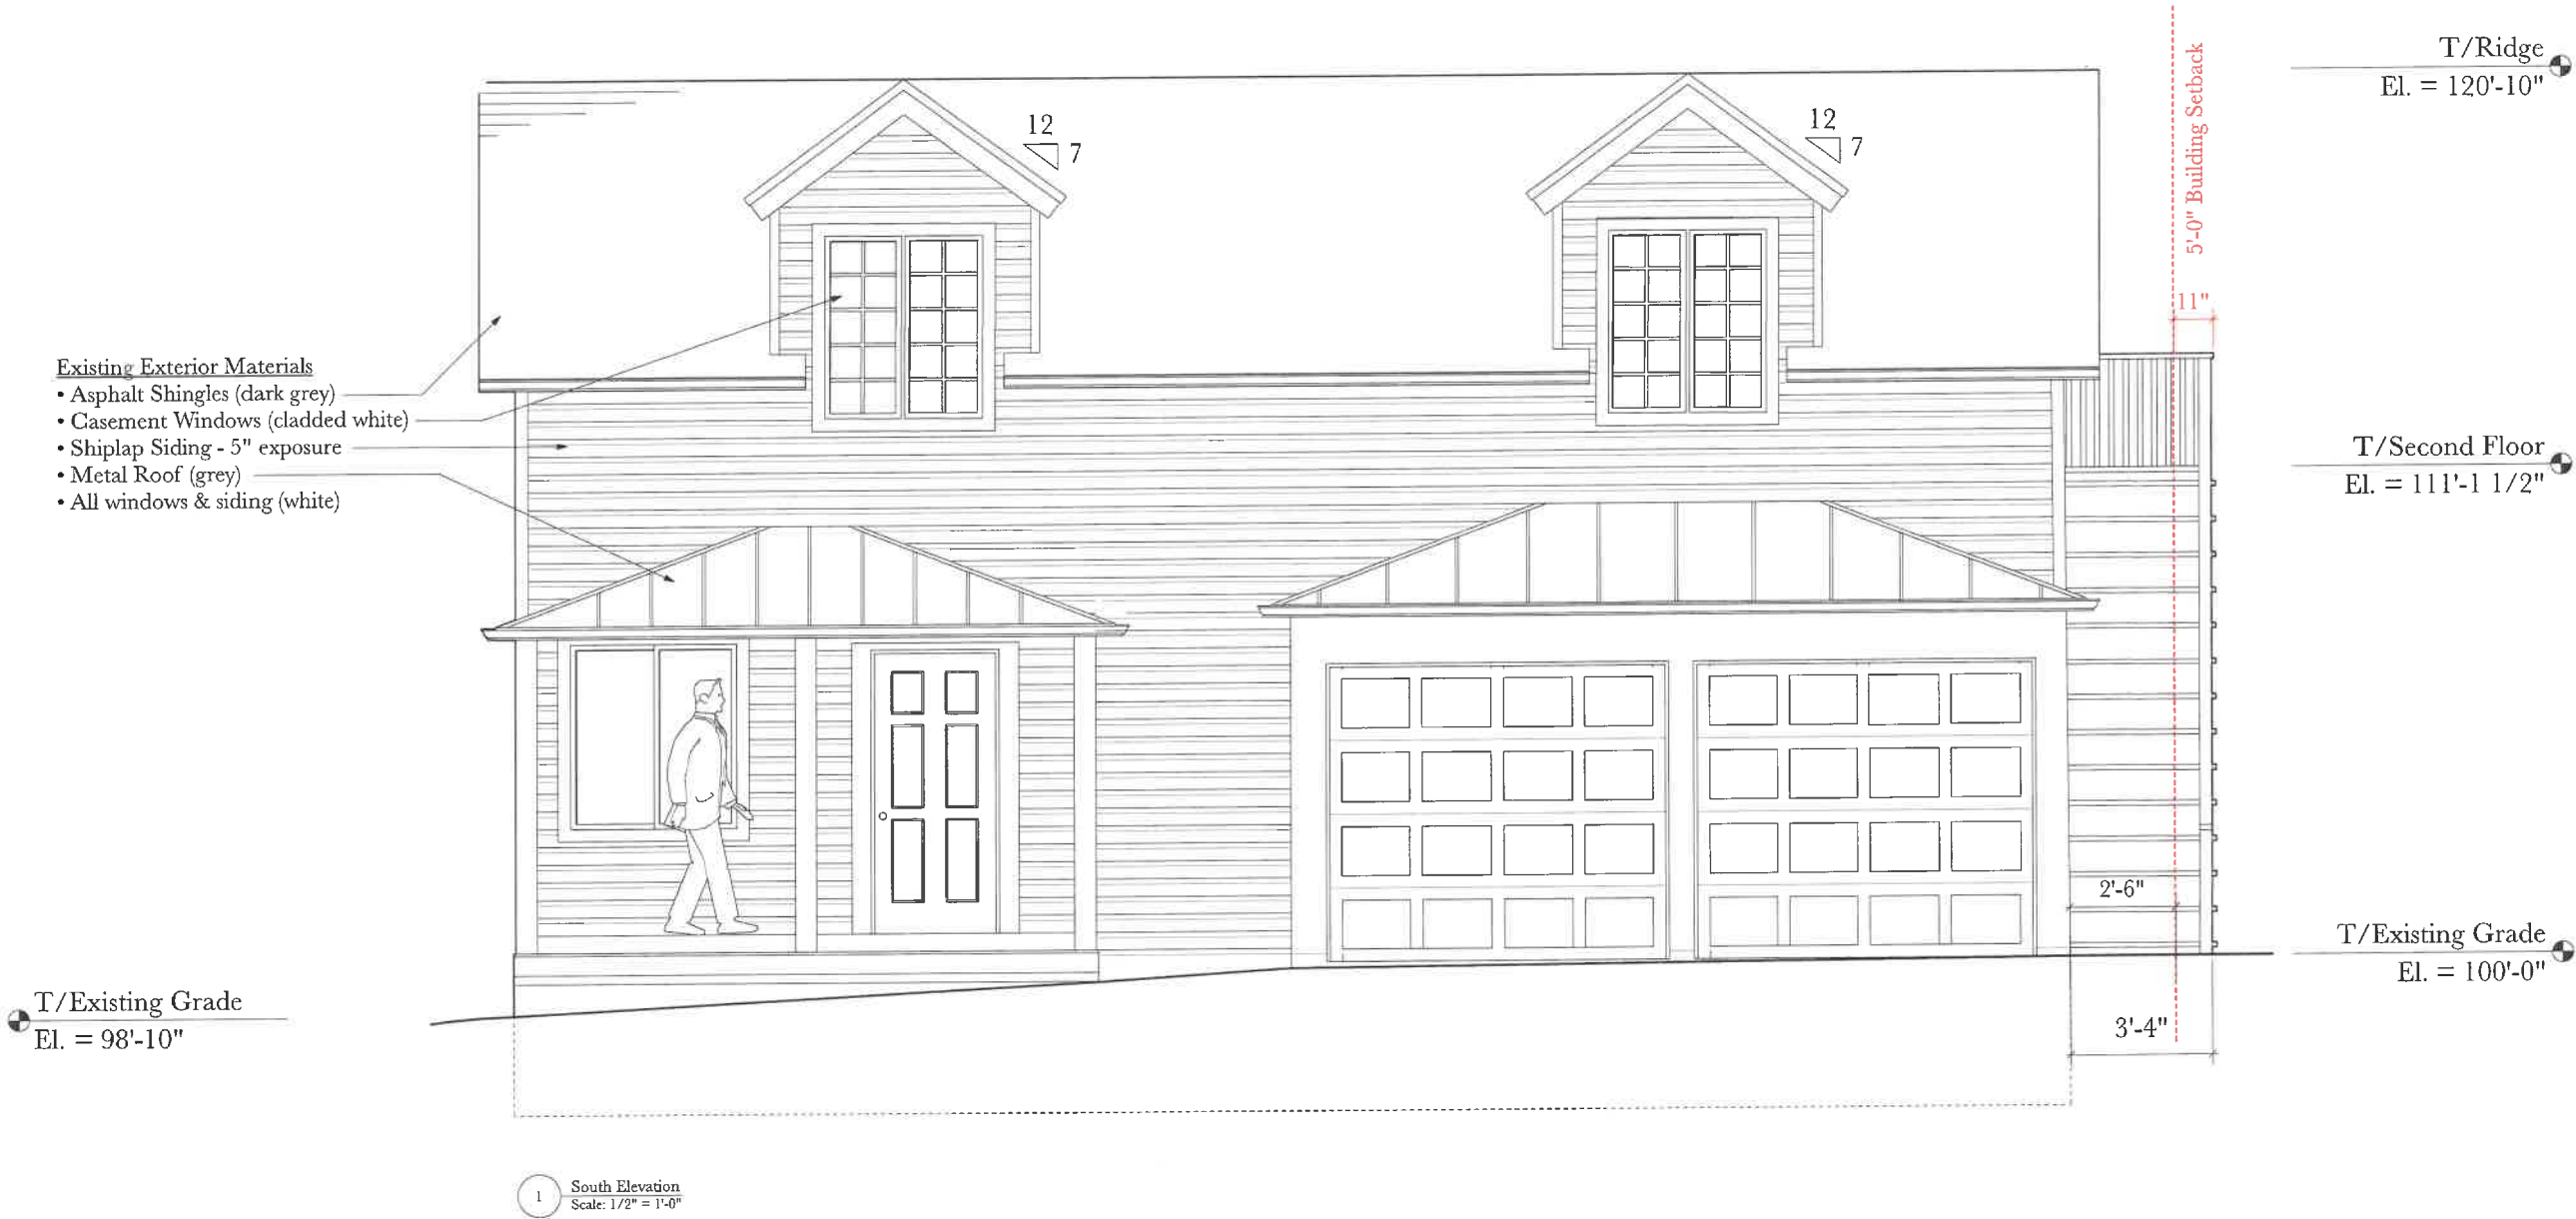 T/Ridge
El. = 120'-10"
5'-0" Building Setback
12
7
12
7
11"
Existing Exterior Materials
• Asphalt Shingles (dark grey)
• Casement Windows (cladded white)
• Shiplap Siding - 5" exposure
• Metal Roof (grey)
• All windows & siding (white)
T/Second Floor
El. = 111'-1 1/2"
2'-6"
T/Existing Grade
El. = 100'-0"
T/Existing Grade
El. = 98'-10"
3'-4"
1
South Elevation
Scale: 1/2" = 1'-0"